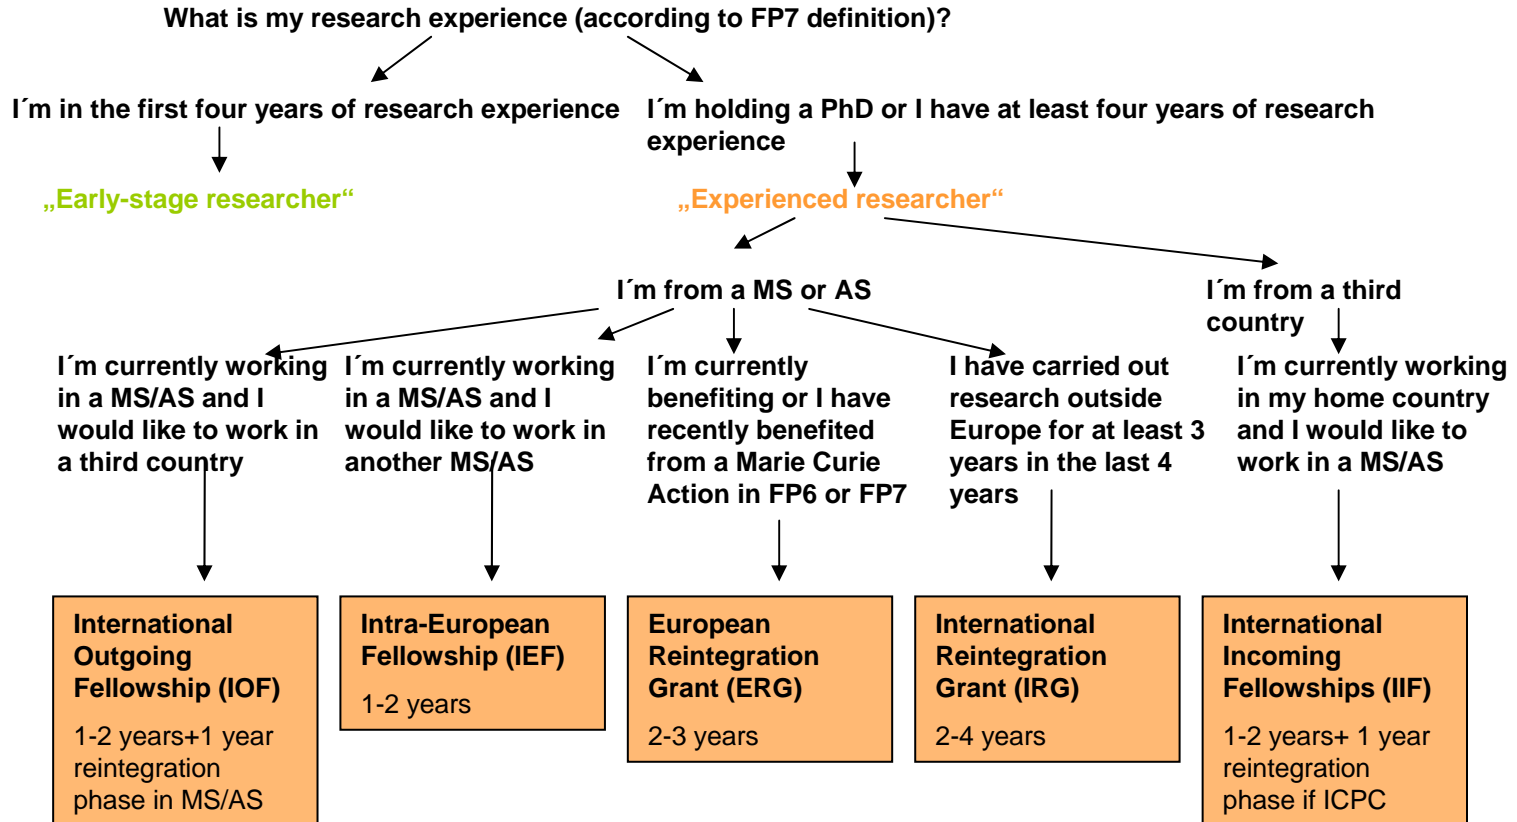 What is my research experience (according to FP7 definition)?
I´m in the first four years of research experience
I´m holding a PhD or I have at least four years of research
experience
„Early-stage researcher“
„Experienced researcher“
I´m from a MS or AS
I´m from a third
country
I´m currently working
in a MS/AS and I
would like to work in
a third country
I´m currently working
in a MS/AS and I
would like to work in
another MS/AS
I´m currently
benefiting or I have
recently benefited
from a Marie Curie
Action in FP6 or FP7
I have carried out
research outside
Europe for at least 3
years in the last 4
years
I´m currently working
in my home country
and I would like to
work in a MS/AS
International
Outgoing
Fellowship (IOF)
1-2 years+1 year
reintegration
phase in MS/AS
Intra-European
Fellowship (IEF)
1-2 years
European
Reintegration
Grant (ERG)
2-3 years
International
Reintegration
Grant (IRG)
2-4 years
International
Incoming
Fellowships (IIF)
1-2 years+ 1 year
reintegration
phase if ICPC